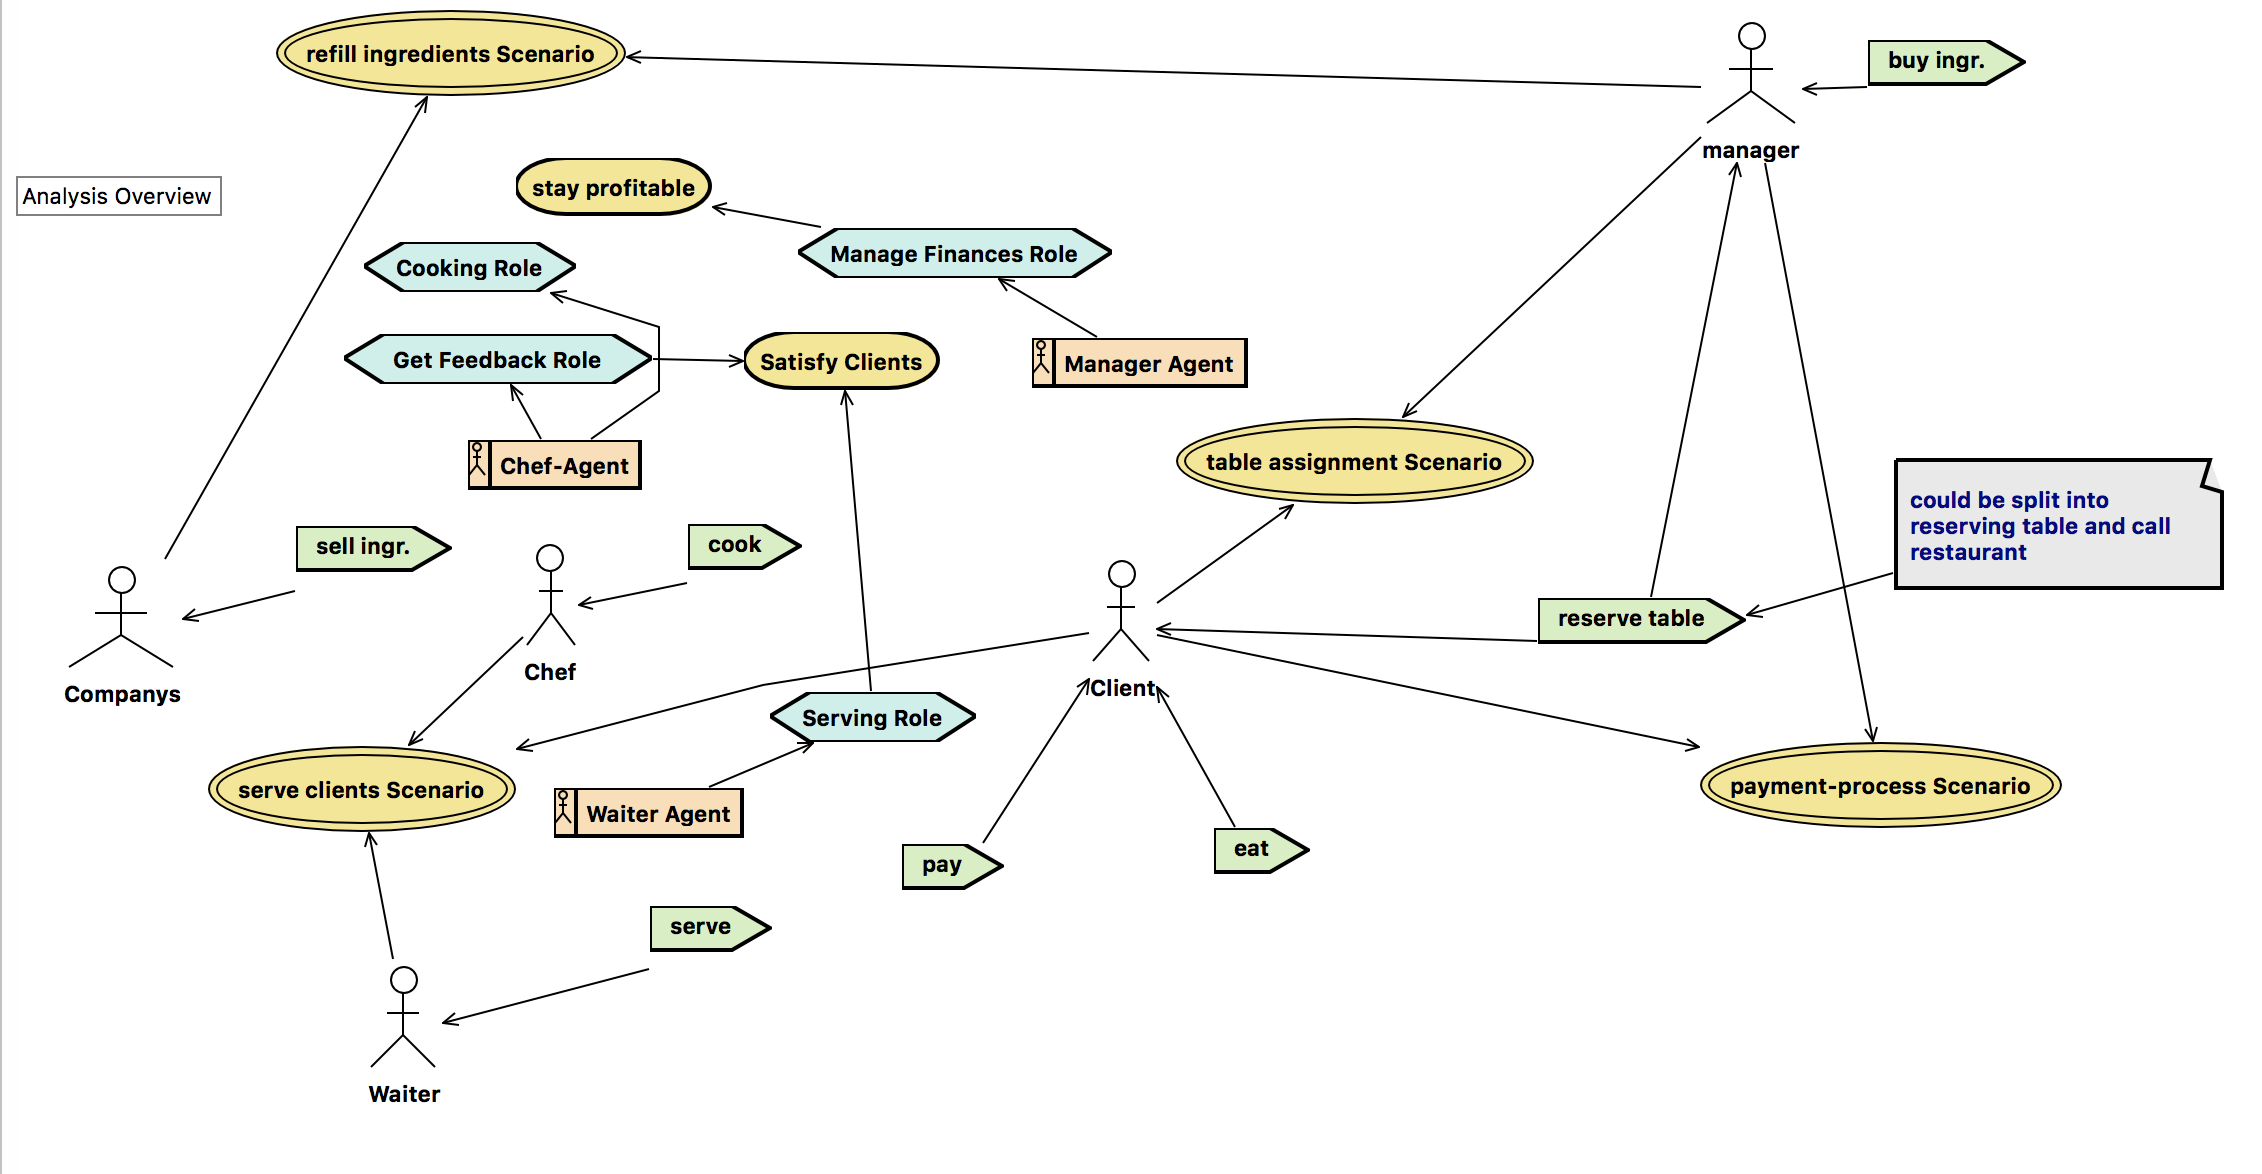 refill ingredients Scenario
buy ingr.
manager
Analysis Overview
stay profitable
Manage Finances Role
Cooking Role
Get Feedback Role
Satisfy Clients
Manager Agent
Chef-Agent
table assignment Scenario
could be split into
reserving table and call
restaurant
sell ingr.
cook
reserve table
Companys
Chef
Client
Serving Role
serve clients Scenario
Waiter Agent
payment-process Scenario
pay
eat
serve
Waiter